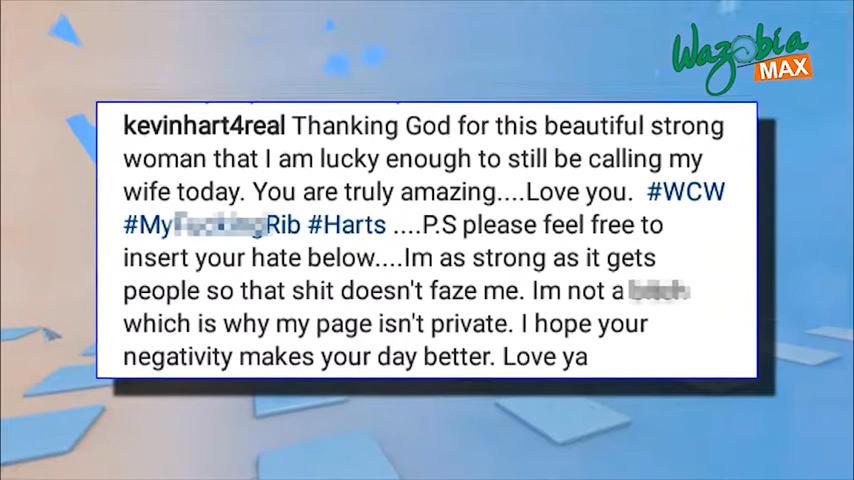 Wazobia
MAX
kevinhart4real Thanking God for this beautiful strong
woman that I am lucky enough to still be calling my
wife today. You are truly amazing....Love you. #WCW
#My Rib #Harts ....P.S please feel free to
insert your hate below....Im as strong as it gets
people so that shit doesn't faze me. Im not a
which is why my page isn't private. I hope your
negativity makes your day better. Love ya